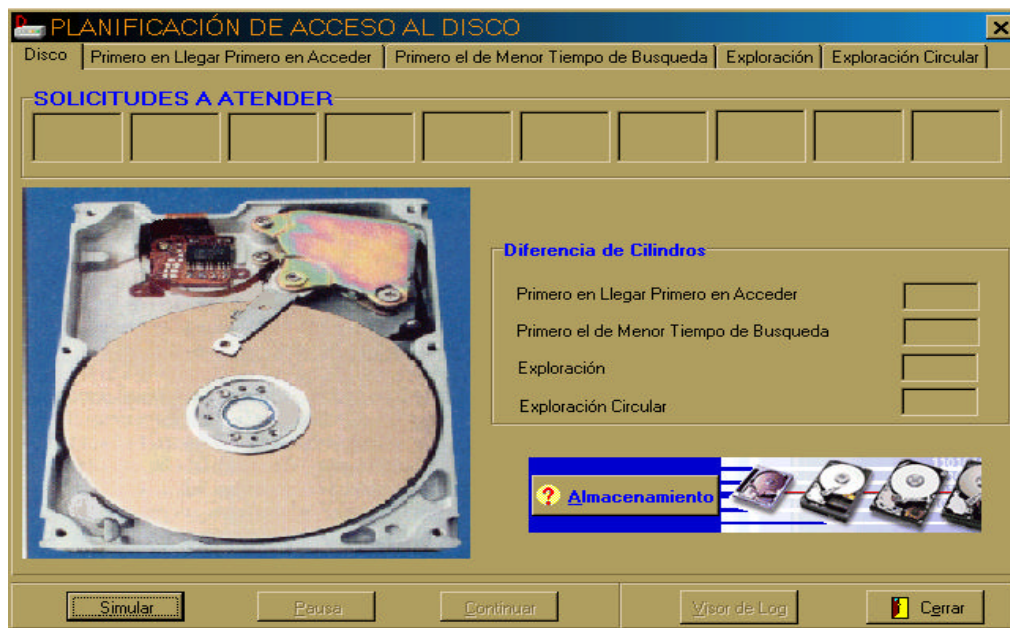 PLANIFICACIÓN DE ACCESO AL DISCO
Disco Primero en Llegar Primero en Acceder Primero el de Menor Tiempo de Busqueda Exploración Exploración Circular
SOLICITUDES A ATENDER
Diferencia de Cilindros
Primero en Llegar Primero en Acceder
Primero el de Menor Tiempo de Busqueda
Exploración
Exploración Circular
? Almacenamiento
Simular Pausa Continuar Visor de Log Cerrar